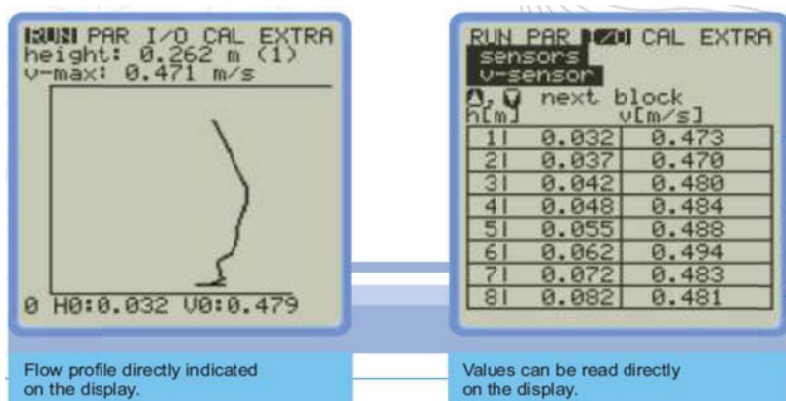 RUN PAR I/O CAL EXTRA
height: 0.262 m (1)
v-max: 0.471 m/s
0 H0:0.032 V0:0.479
Flow profile directly indicated
on the display.
RUN PAR I/O CAL EXTRA
sensors
v-sensor
next block
h[m] v[m/s]
1| 0.032 0.473
2| 0.037 0.470
3| 0.042 0.480
4| 0.048 0.484
5| 0.055 0.488
6| 0.062 0.494
7| 0.072 0.483
8| 0.082 0.481
Values can be read directly
on the display.